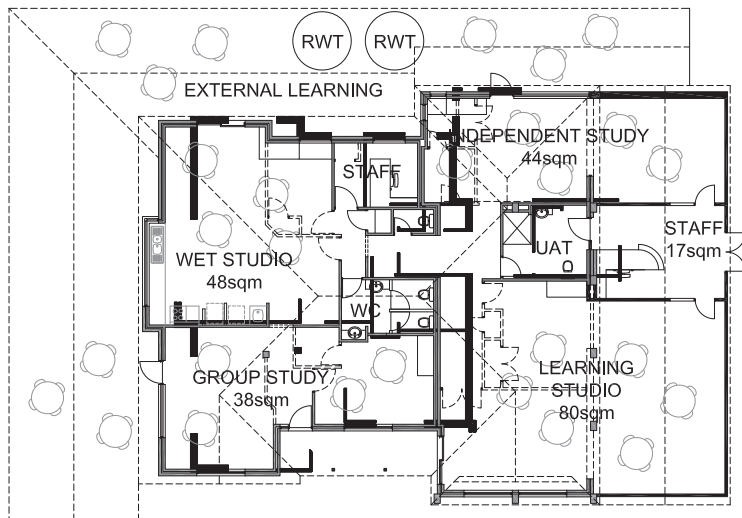 RWT
RWT
EXTERNAL LEARNING
INDEPENDENT STUDY
44sqm
STAFF
STAFF
17sqm
UAT
WET STUDIO
48sqm
WC
GROUP STUDY
38sqm
LEARNING
STUDIO
80sqm